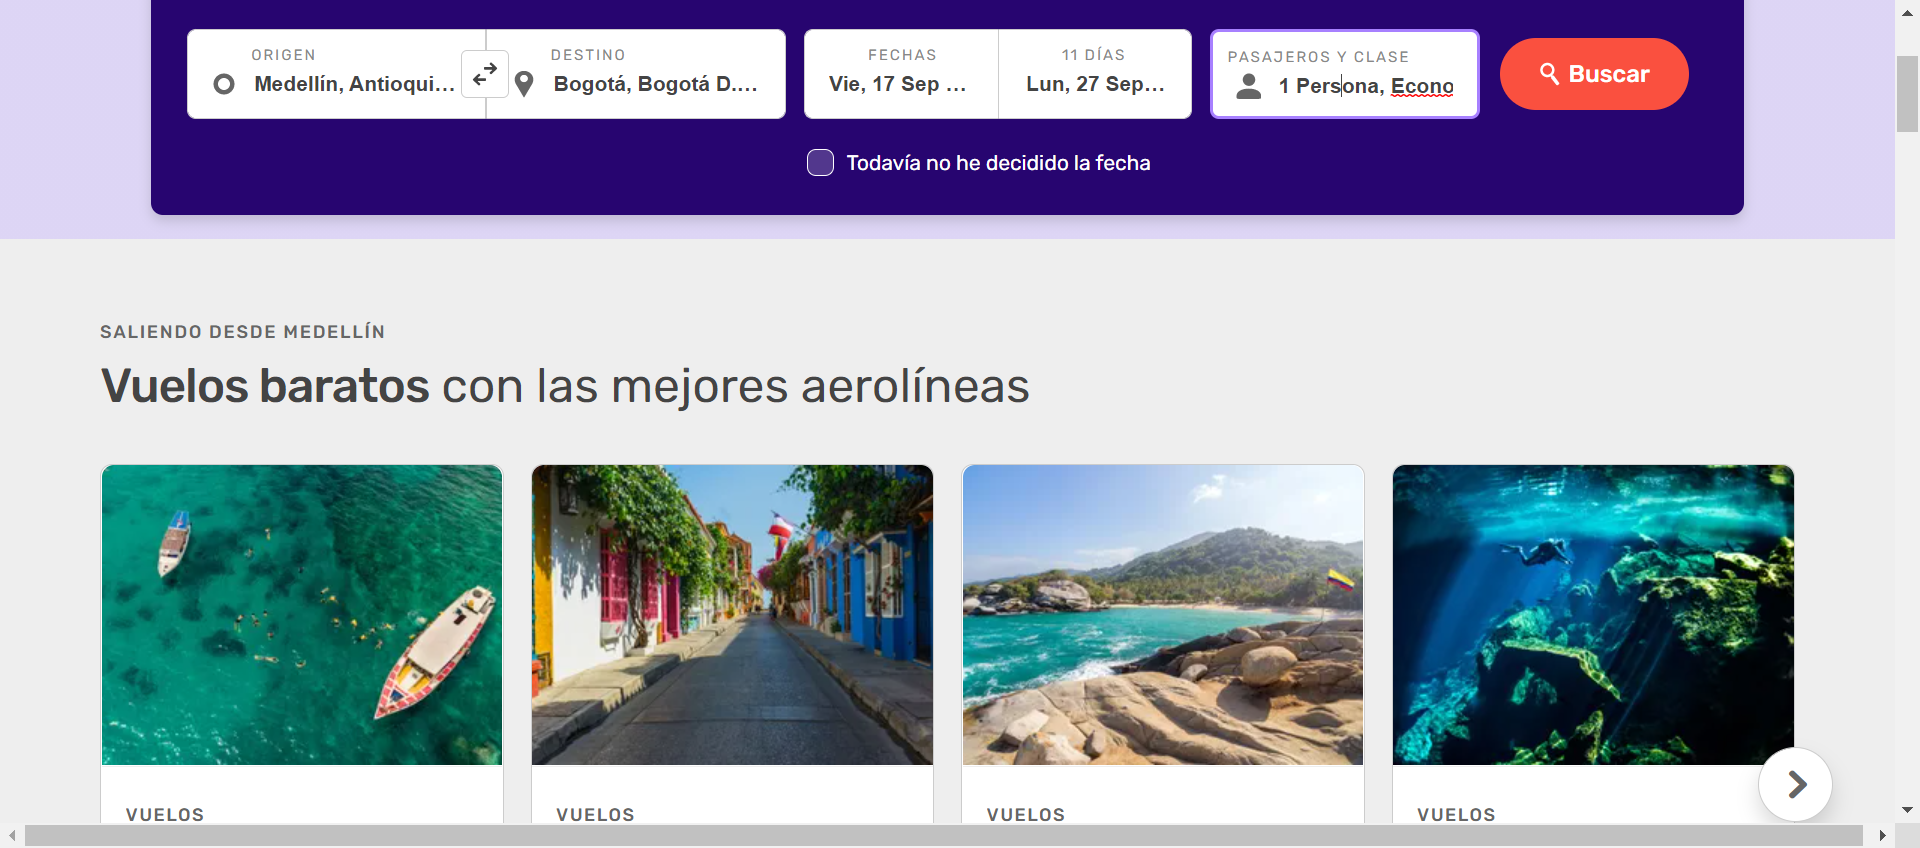 ORIGEN
Medellín, Antioqui...
DESTINO
Bogotá, Bogotá D....
FECHAS
Vie, 17 Sep ...
11 DÍAS
Lun, 27 Sep...
PASAJEROS Y CLASE
1 Persona, Econo
Buscar
Todavía no he decidido la fecha
SALIENDO DESDE MEDELLÍN
Vuelos baratos con las mejores aerolíneas
VUELOS
VUELOS
VUELOS
VUELOS